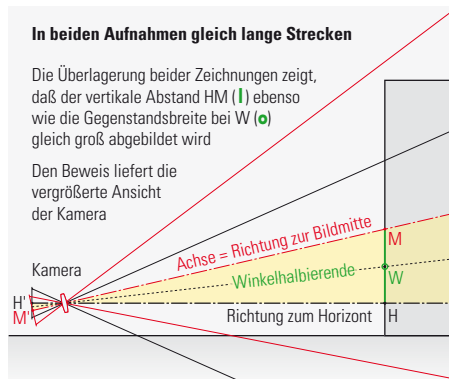 In beiden Aufnahmen gleich lange Strecken
Die Überlagerung beider Zeichnungen zeigt,
daß der vertikale Abstand HM (|) ebenso
wie die Gegenstandsbreite bei W (o)
gleich groß abgebildet wird
Den Beweis liefert die
vergrößerte Ansicht
der Kamera
Achse = Richtung zur Bildmitte
M
Kamera
Winkelhalbierende
W
H'
M'
Richtung zum Horizont
H